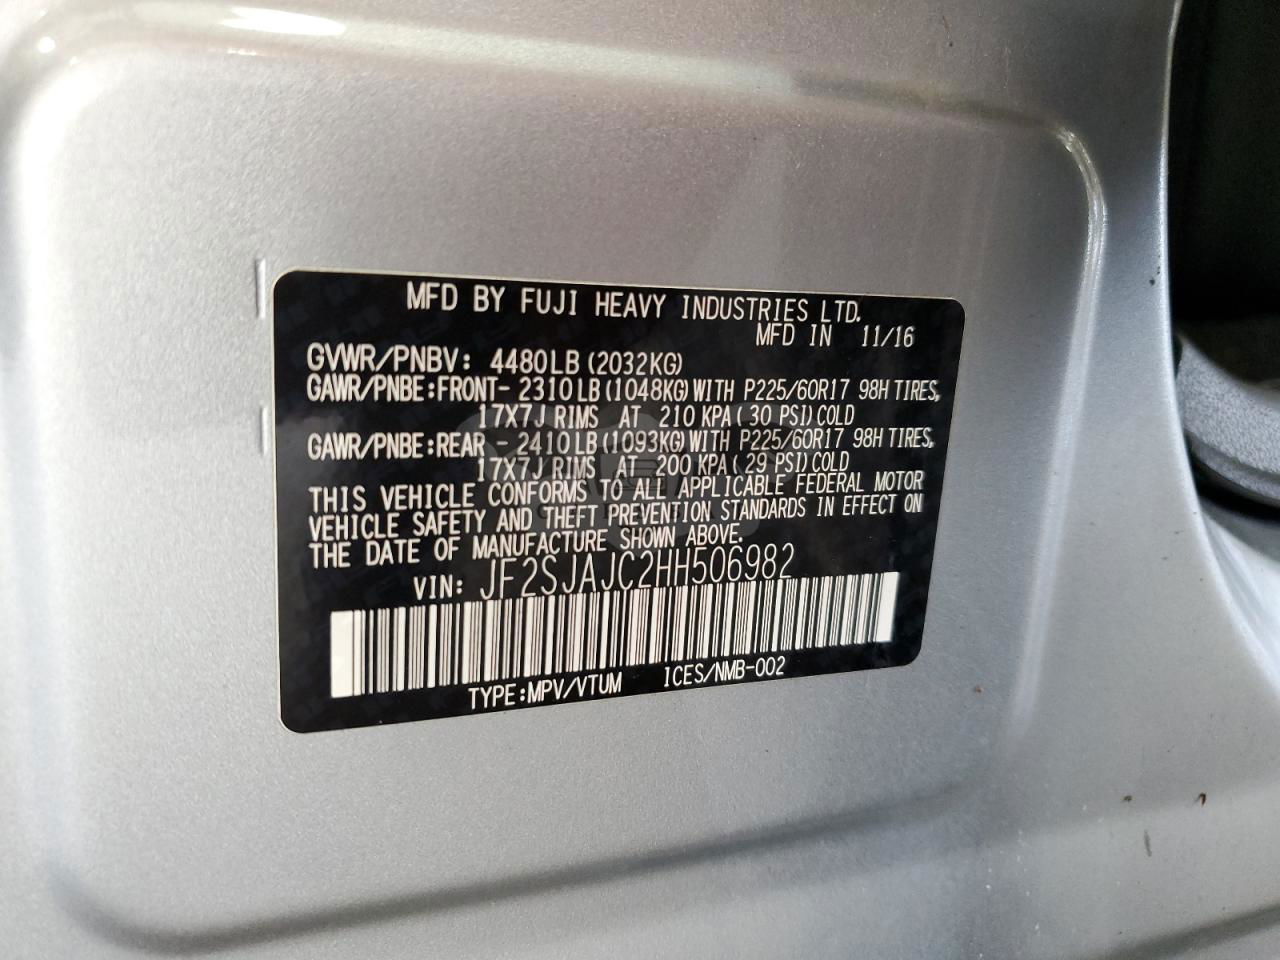 MFD BY FUJI HEAVY INDUSTRIES LTD.
MFD IN 11/16
GVWR/PNBV: 4480LB (2032KG)
GAWR/PNBE:FRONT- 2310LB (1048KG) WITH P225/60R17 98H TIRES,
17X7J RIMS AT 210 KPA (30 PSI) COLD
GAWR/PNBE:REAR - 2410LB (1093KG) WITH P225/60R17 98H TIRES,
17X7J RIMS AT 200 KPA (29 PSI) COLD
THIS VEHICLE CONFORMS TO ALL APPLICABLE FEDERAL MOTOR
VEHICLE SAFETY AND THEFT PREVENTION STANDARDS IN EFFECT ON
THE DATE OF MANUFACTURE SHOWN ABOVE.
VIN: JF2SJAJC2HH506982
TYPE:MPV/VTUM ICES/NMB-002